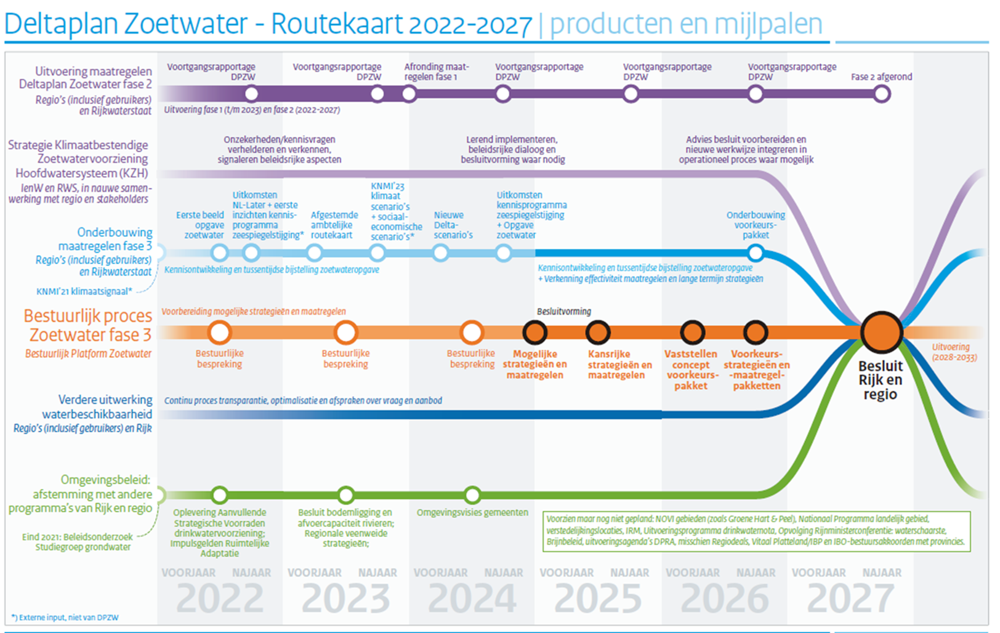 Deltaplan Zoetwater - Routekaart 2022-2027 | producten en mijlpalen
Uitvoering maatregelen
Deltaplan Zoetwater fase 2
Regio's (inclusief gebruikers)
en Rijkwaterstaat
Voortgangsrapportage
DPZW
Voortgangsrapportage
DPZW
Afronding maat-
regelen fase 1
Voortgangsrapportage
DPZW
Voortgangsrapportage
DPZW
Voortgangsrapportage
DPZW
Fase 2 afgerond
Uitvoering fase 1 (t/m 2023) en fase 2 (2022-2027)
Strategie Klimaatbestendige
Zoetwatervoorziening
Hoofdwatersysteem (KZH)
IenW en RWS, in nauwe samen-
werking met regio en stakeholders
Onzekerheden/kennisvragen
verhelderen en verkennen,
signaleren beleidsrijke aspecten
Lerend implementeren,
beleidsrijke dialoog en
besluitvorming waar nodig
Advies besluit voorbereiden en
nieuwe werkwijze integreren in
operationeel proces waar mogelijk
Onderbouwing
maatregelen fase 3
Regio's (inclusief gebruikers)
en Rijkwaterstaat
KNMI'21 klimaatsignaal*
Eerste beeld
opgave
zoetwater
Uitkomsten
NL-Later + eerste
inzichten kennis-
programma
zeespiegelstijging*
Afgestemde
ambtelijke
routekaart
KNMI'23
klimaat
scenario's
+ sociaal-
economische
scenario's*
Nieuwe
Delta-
scenario's
Uitkomsten
kennisprogramma
zeespiegelstijging
+ Opgave
zoetwater
Onderbouwing
voorkeurs-
pakket
Kennisontwikkeling en tussentijdse bijstelling zoetwateropgave
Kennisontwikkeling en tussentijdse bijstelling zoetwateropgave
+ Verkenning effectiviteit maatregelen en lange termijn strategieën
Bestuurlijk proces
Zoetwater fase 3
Bestuurlijk Platform Zoetwater
Voorbereiding mogelijke strategieën en maatregelen
Besluitvorming
Bestuurlijke
bespreking
Bestuurlijke
bespreking
Bestuurlijke
bespreking
Mogelijke
strategieën en
maatregelen
Kansrijke
strategieën en
maatregelen
Vaststellen
concept
voorkeurs-
pakket
Voorkeurs-
strategieën en
-maatregel-
pakketten
Besluit
Rijk en
regio
Uitvoering
(2028-2033)
Verdere uitwerking
waterbeschikbaarheid
Regio's (inclusief gebruikers) en Rijk
Continu proces transparantie, optimalisatie en afspraken over vraag en aanbod
Omgevingsbeleid:
afstemming met andere
programma's van Rijk en regio
Eind 2021: Beleidsonderzoek
Studiegroep grondwater
Oplevering Aanvullende
Strategische Voorraden
drinkwatervoorziening;
Impulsgelden Ruimtelijke
Adaptatie
Besluit bodemligging en
afvoercapaciteit rivieren;
Regionale veenweide
strategieën;
Omgevingsvisies gemeenten
Voorzien maar nog niet gepland: NOVI gebieden (zoals Groene Hart & Peel), Nationaal Programma landelijk gebied,
verstedelijkingslocaties, IRM, Uitvoeringsprogramma drinkwaternota, Opvolging Rijnministerconferentie: waterschaarste,
Brijnbeleid, uitvoeringsagenda's DPRA, misschien Regiodeals, Vitaal Platteland/IBP en IBO-bestuursakkoorden met provincies.
VOORJAAR NAJAAR VOORJAAR NAJAAR VOORJAAR NAJAAR VOORJAAR NAJAAR VOORJAAR NAJAAR VOORJAAR NAJAAR
2022 2023 2024 2025 2026 2027
*) Externe input, niet van DPZW